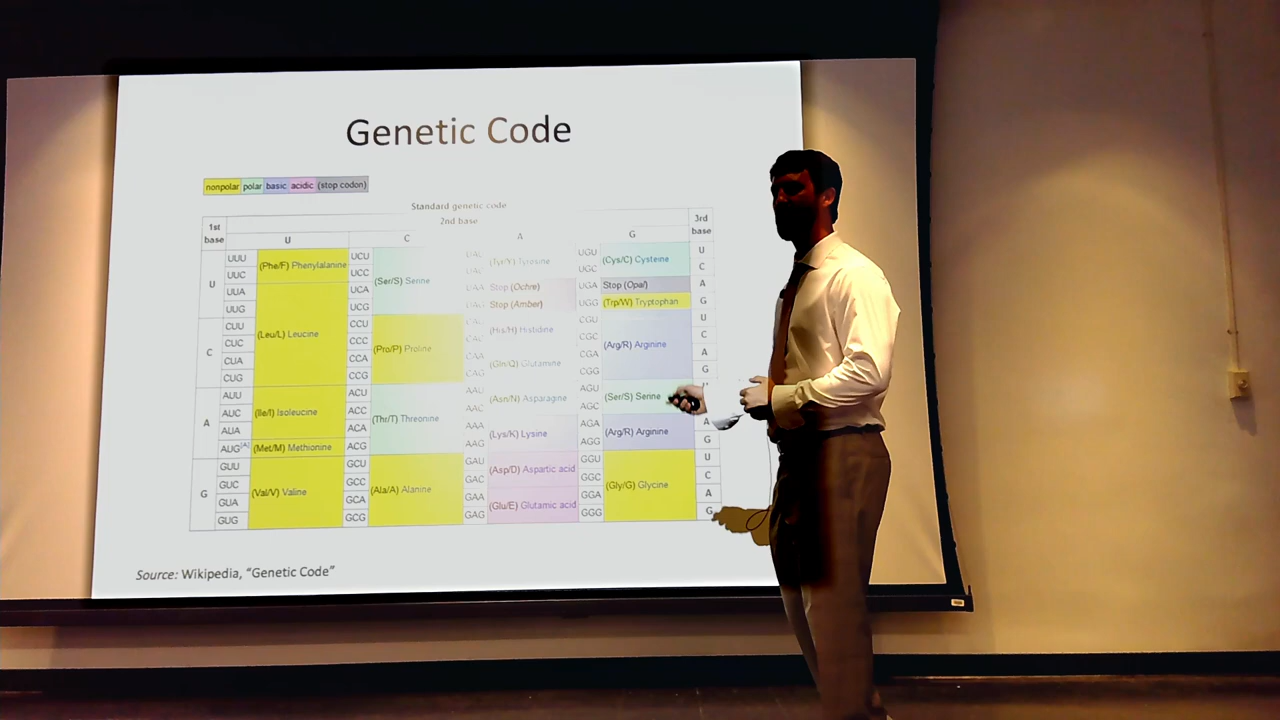 Genetic Code
nonpolar polar basic acidic (stop codon)
Standard genetic code
1st base 2nd base 3rd base
U C A G
U UUU (Phe/F) Phenylalanine UCU (Ser/S) Serine (Tyr/Y) Tyrosine UGU (Cys/C) Cysteine U
UUC UCC UGC C
UUA (Leu/L) Leucine UCA UAA Stop (Ochre) UGA Stop (Opal) A
UUG UCG UAG Stop (Amber) UGG (Trp/W) Tryptophan G
C CUU CCU (Pro/P) Proline (His/H) Histidine CGU (Arg/R) Arginine U
CUC CCC CGC C
CUA CCA CAA (Gln/Q) Glutamine CGA A
CUG CCG CAG CGG G
A AUU (Ile/I) Isoleucine ACU (Thr/T) Threonine AAU (Asn/N) Asparagine AGU (Ser/S) Serine
AUC ACC AAC AGC
AUA ACA AAA (Lys/K) Lysine AGA (Arg/R) Arginine A
AUG[A] (Met/M) Methionine ACG AAG AGG G
G GUU (Val/V) Valine GCU (Ala/A) Alanine GAU (Asp/D) Aspartic acid GGU (Gly/G) Glycine U
GUC GCC GAC GGC C
GUA GCA GAA (Glu/E) Glutamic acid GGA A
GUG GCG GAG GGG G
Source: Wikipedia, “Genetic Code”